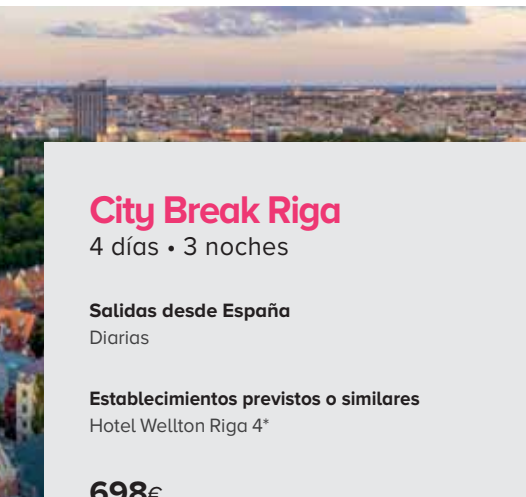 City Break Riga
4 días • 3 noches
Salidas desde España
Diarias
Establecimientos previstos o similares
Hotel Wellton Riga 4*
698€